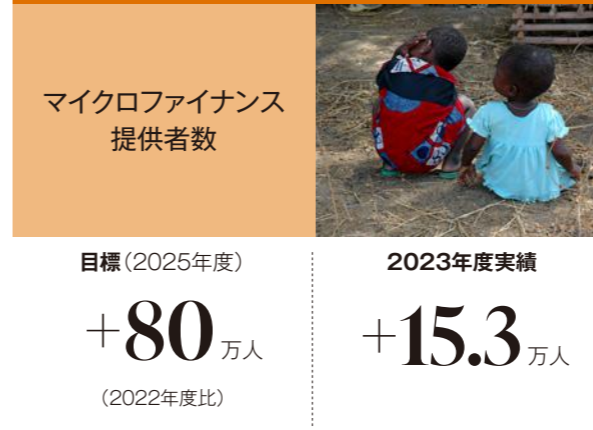 マイクロファイナンス
提供者数
目標(2025年度)
+80万人
(2022年度比)
2023年度実績
+15.3万人